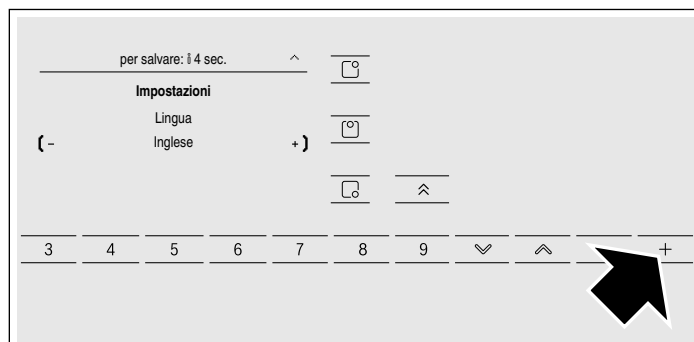 per salvare: i 4 sec.
Impostazioni
Lingua
- Inglese +
3 4 5 6 7 8 9 +